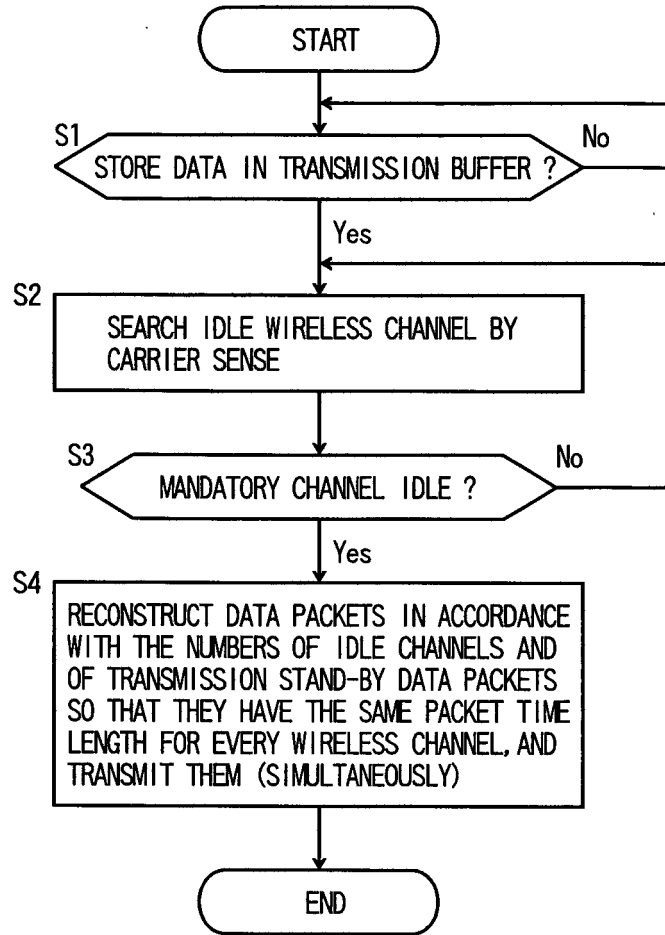 START
S1
No
STORE DATA IN TRANSMISSION BUFFER ?
Yes
S2
SEARCH IDLE WIRELESS CHANNEL BY
CARRIER SENSE
S3
No
MANDATORY CHANNEL IDLE ?
Yes
S4
RECONSTRUCT DATA PACKETS IN ACCORDANCE
WITH THE NUMBERS OF IDLE CHANNELS AND
OF TRANSMISSION STAND-BY DATA PACKETS
SO THAT THEY HAVE THE SAME PACKET TIME
LENGTH FOR EVERY WIRELESS CHANNEL, AND
TRANSMIT THEM (SIMULTANEOUSLY)
END